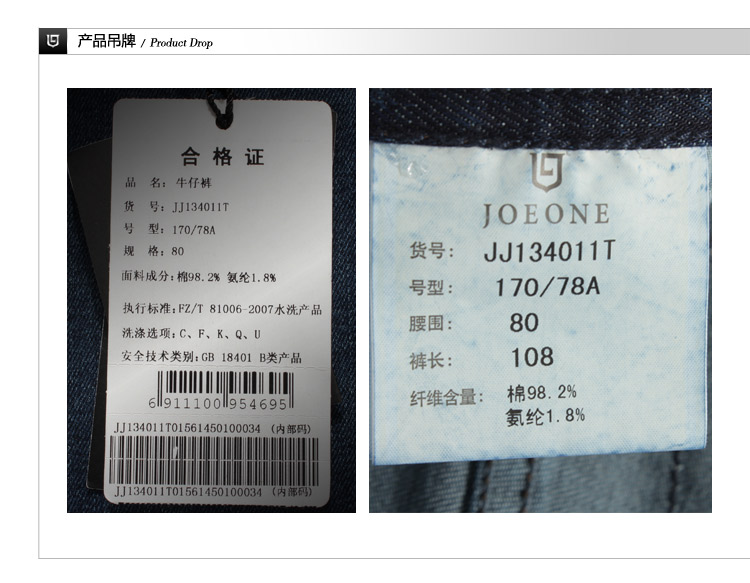 产品吊牌 / Product Drop
合格证
品 名：牛仔裤
货 号：JJ134011T
号 型：170/78A
规 格：80
面料成分：棉98.2% 氨纶1.8%
执行标准：FZ/T 81006-2007水洗产品
洗涤选项：C、F、K、Q、U
安全技术类别：GB 18401 B类产品
6 911100 954695
JJ134011T01561450100034 (内部码)
JJ134011T01561450100034 (内部码)
JOEONE
货号： JJ134011T
号型： 170/78A
腰围： 80
裤长： 108
纤维含量： 棉98.2%
氨纶1.8%